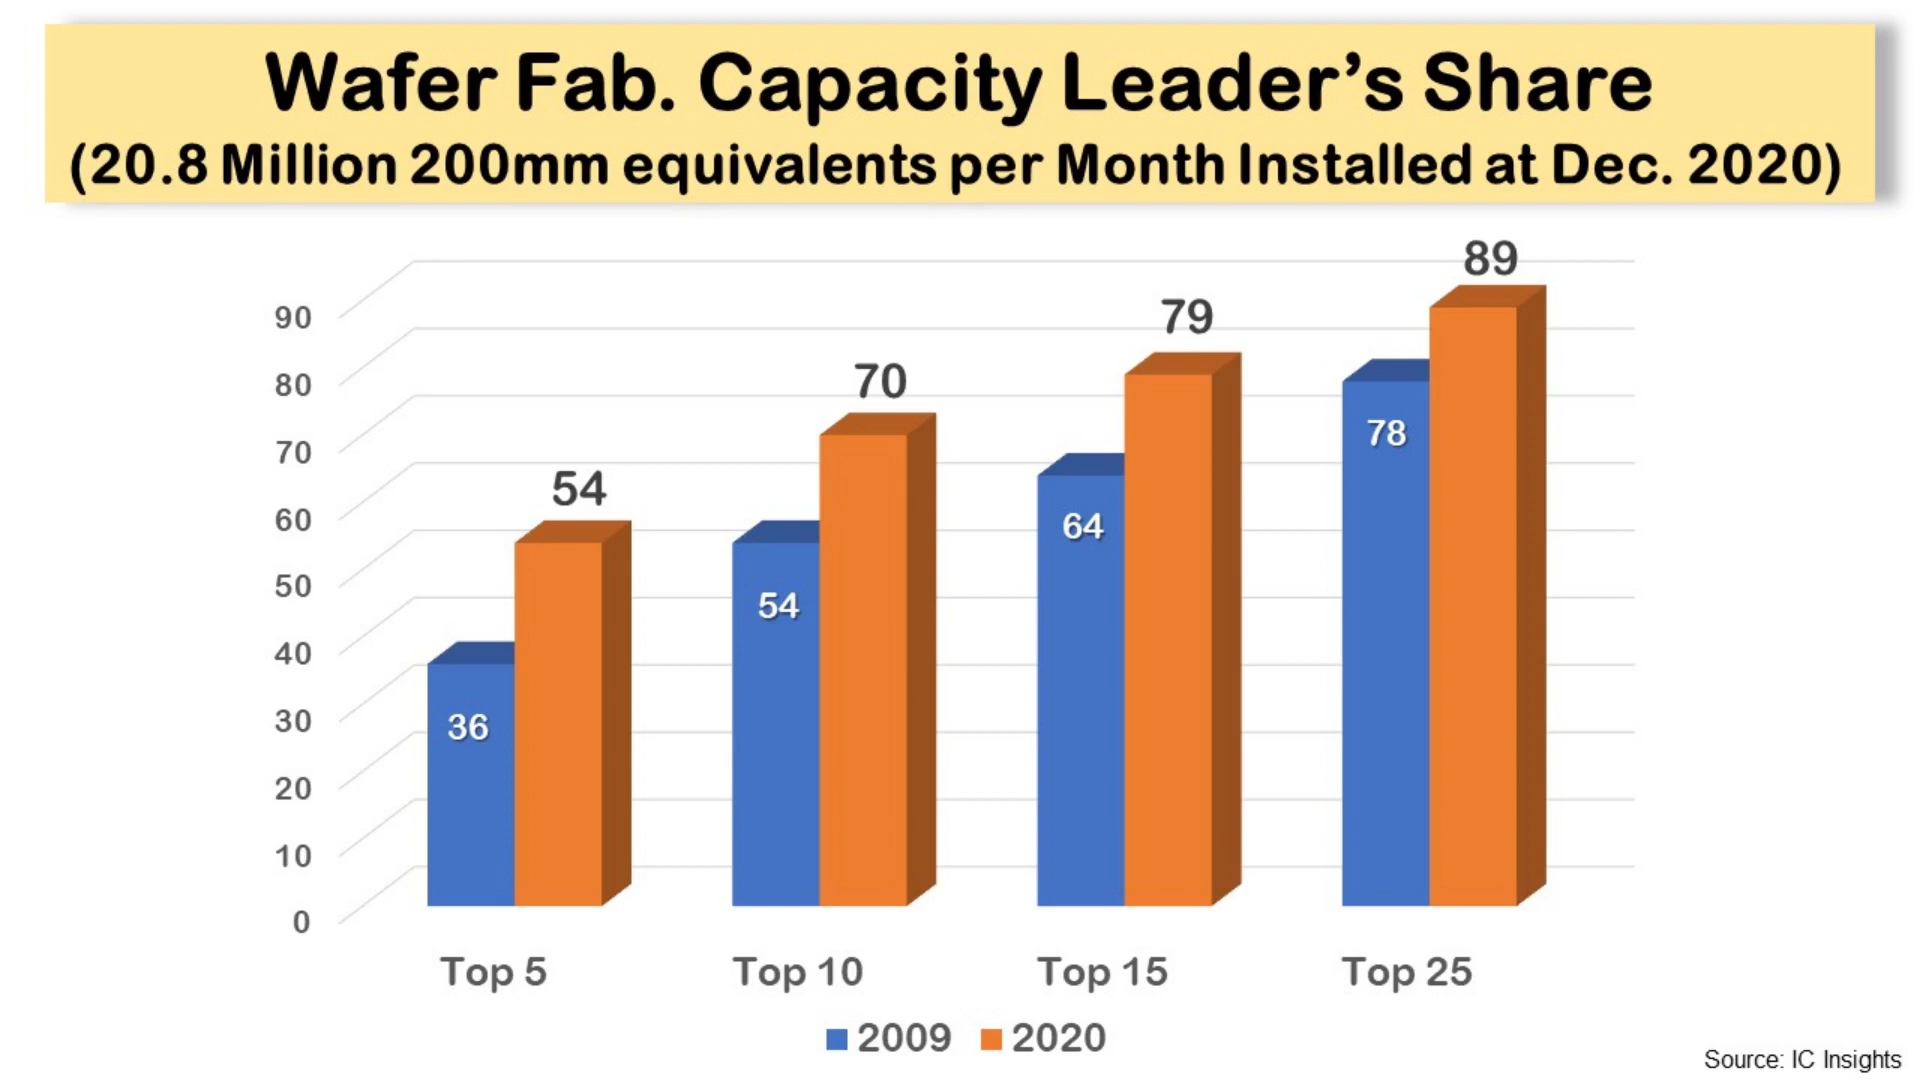 Wafer Fab. Capacity Leader’s Share
(20.8 Million 200mm equivalents per Month Installed at Dec. 2020)
90
80
70
60
50
40
30
20
10
0
36
54
54
70
64
79
78
89
Top 5
Top 10
Top 15
Top 25
2009
2020
Source: IC Insights